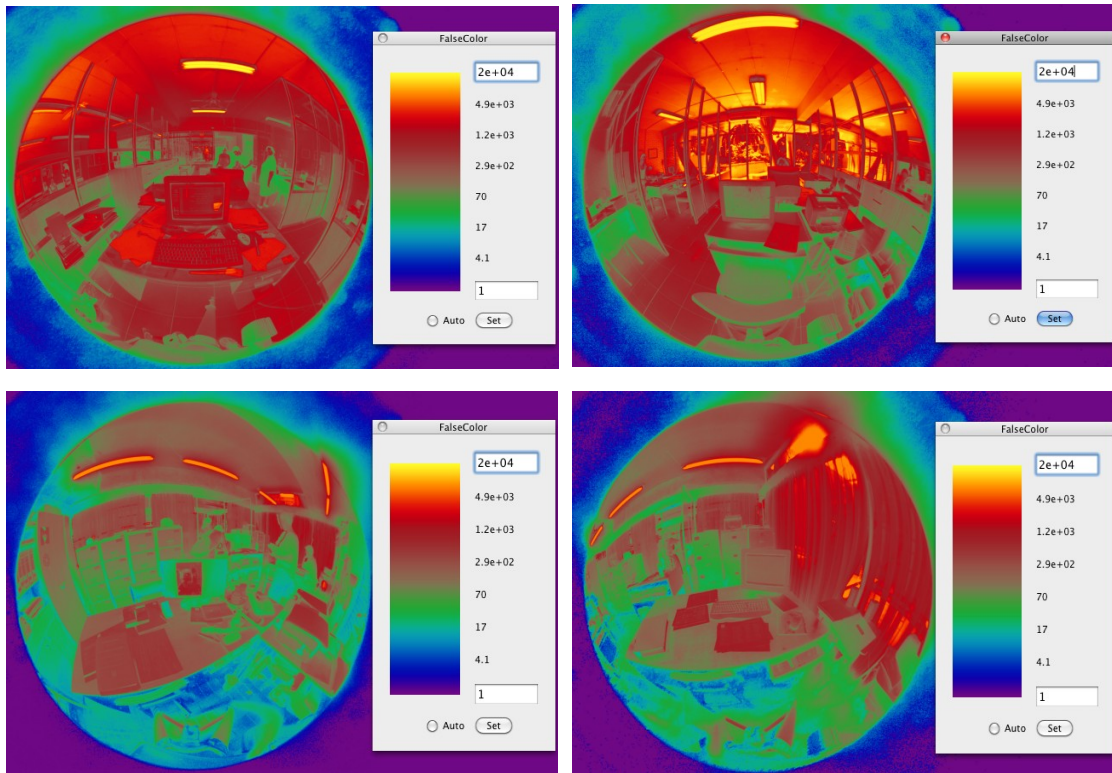 FalseColor
2e+04
4.9e+03
1.2e+03
2.9e+02
70
17
4.1
1
Auto Set
FalseColor
2e+04
4.9e+03
1.2e+03
2.9e+02
70
17
4.1
1
Auto Set
FalseColor
2e+04
4.9e+03
1.2e+03
2.9e+02
70
17
4.1
1
Auto Set
FalseColor
2e+04
4.9e+03
1.2e+03
2.9e+02
70
17
4.1
1
Auto Set